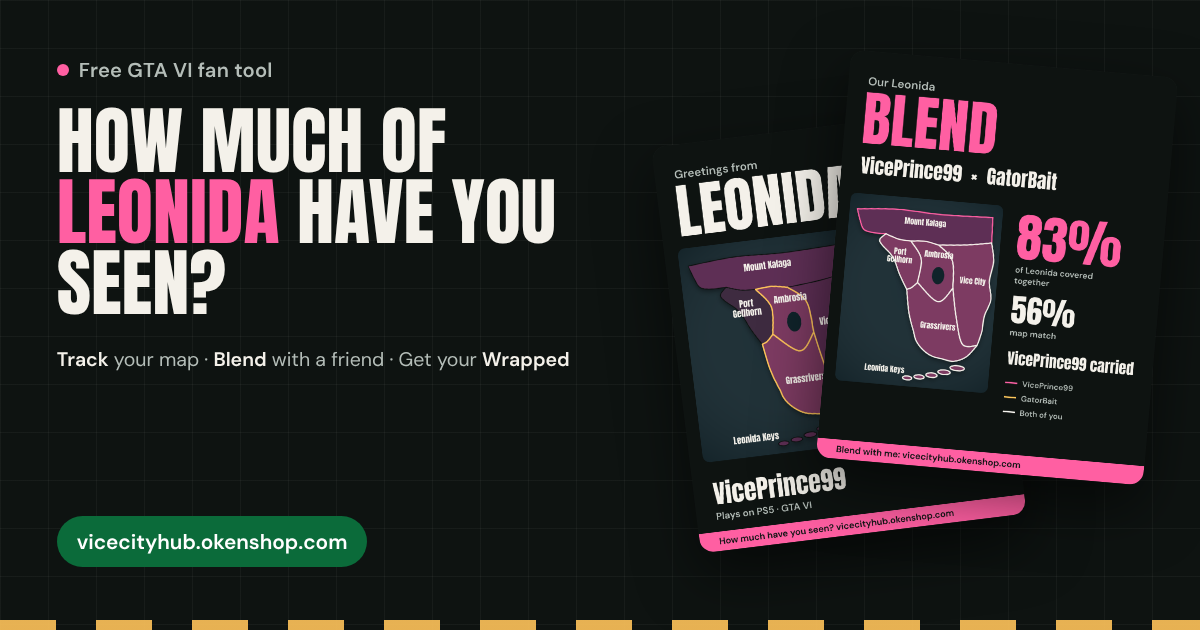 Free GTA VI fan tool
HOW MUCH OF
LEONIDA HAVE YOU
SEEN?
Track your map · Blend with a friend · Get your Wrapped
vicecityhub.okenshop.com
Greetings from
LEONIDA
Mount Kalaga
Port
Gellhorn
Ambrosia
Grassrivers
Leonida Keys
VicePrince99
Plays on PS5 · GTA VI
How much have you seen? vicecityhub.okenshop.com
Our Leonida
BLEND
VicePrince99 × GatorBait
Mount Kalaga
Port
Gellhorn
Ambrosia
Vice City
Grassrivers
Leonida Keys
83%
of Leonida covered
together
56%
map match
VicePrince99 carried
VicePrince99
GatorBait
Both of you
Blend with me: vicecityhub.okenshop.com